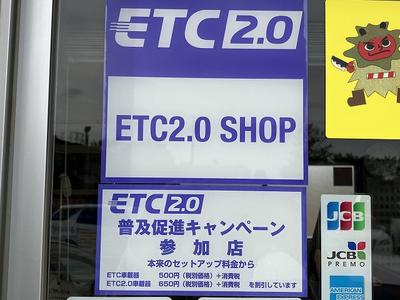 ETC 2.0
ETC2.0 SHOP
ETC 2.0
普及促進キャンペーン
参加店
本来のセットアップ料金から
ETC車載器 500円(税別価格)+消費税
ETC2.0車載器 650円(税別価格)+消費税 を割引しています
JCB
JCB
PREMO
AMERICAN
EXPRESS